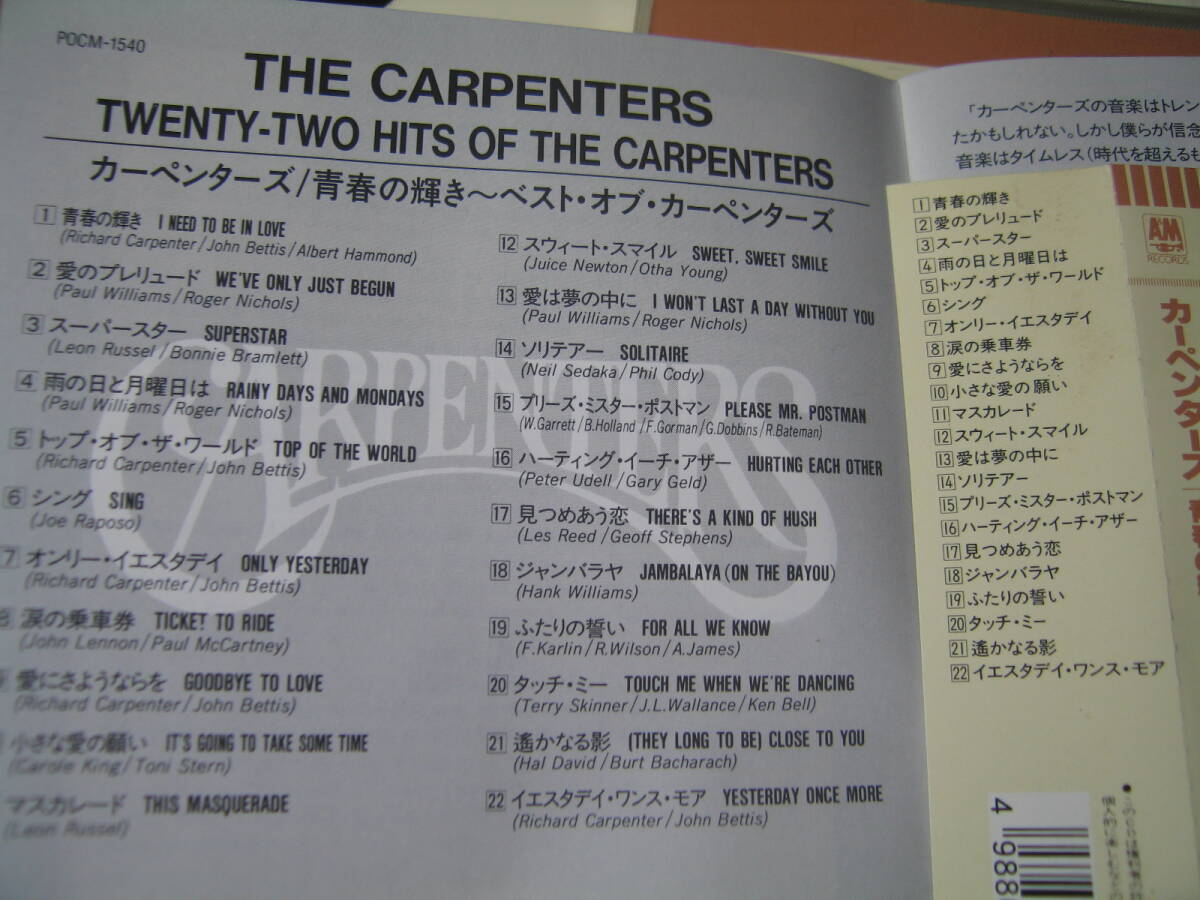 POCM-1540
THE CARPENTERS
TWENTY-TWO HITS OF THE CARPENTERS
カーペンターズ/青春の輝き〜ベスト・オブ・カーペンターズ
1 青春の輝き I NEED TO BE IN LOVE
(Richard Carpenter/John Bettis/Albert Hammond)
2 愛のプレリュード WE'VE ONLY JUST BEGUN
(Paul Williams/Roger Nichols)
3 スーパースター SUPERSTAR
(Leon Russel/Bonnie Bramlett)
4 雨の日と月曜日は RAINY DAYS AND MONDAYS
(Paul Williams/Roger Nichols)
5 トップ・オブ・ザ・ワールド TOP OF THE WORLD
(Richard Carpenter/John Bettis)
6 シング SING
(Joe Raposo)
7 オンリー・イエスタデイ ONLY YESTERDAY
(Richard Carpenter/John Bettis)
8 涙の乗車券 TICKET TO RIDE
(John Lennon/Paul McCartney)
愛にさようならを GOODBYE TO LOVE
(Richard Carpenter/John Bettis)
小さな愛の願い IT'S GOING TO TAKE SOME TIME
(Carole King/Toni Stern)
マスカレード THIS MASQUERADE
(Leon Russel)
12 スウィート・スマイル SWEET, SWEET SMILE
(Juice Newton/Otha Young)
13 愛は夢の中に I WON'T LAST A DAY WITHOUT YOU
(Paul Williams/Roger Nichols)
14 ソリテアー SOLITAIRE
(Neil Sedaka/Phil Cody)
15 プリーズ・ミスター・ポストマン PLEASE MR. POSTMAN
(W.Garrett/B.Holland/F.Gorman/G.Dobbins/R.Bateman)
16 ハーティング・イーチ・アザー HURTING EACH OTHER
(Peter Udell/Gary Geld)
17 見つめあう恋 THERE'S A KIND OF HUSH
(Les Reed/Geoff Stephens)
18 ジャンバラヤ JAMBALAYA (ON THE BAYOU)
(Hank Williams)
19 ふたりの誓い FOR ALL WE KNOW
(F.Karlin/R.Wilson/A.James)
20 タッチ・ミー TOUCH ME WHEN WE'RE DANCING
(Terry Skinner/J.L.Wallance/Ken Bell)
21 遙かなる影 (THEY LONG TO BE) CLOSE TO YOU
(Hal David/Burt Bacharach)
22 イエスタデイ・ワンス・モア YESTERDAY ONCE MORE
(Richard Carpenter/John Bettis)
CARPENTERS
「カーペンターズの音楽はトレン
たかもしれない。しかし僕らが信念
音楽はタイムレス(時代を超えるも
1 青春の輝き
2 愛のプレリュード
3 スーパースター
4 雨の日と月曜日は
5 トップ・オブ・ザ・ワールド
6 シング
7 オンリー・イエスタデイ
8 涙の乗車券
9 愛にさようならを
10 小さな愛の願い
11 マスカレード
12 スウィート・スマイル
13 愛は夢の中に
14 ソリテアー
15 プリーズ・ミスター・ポストマン
16 ハーティング・イーチ・アザー
17 見つめあう恋
18 ジャンバラヤ
19 ふたりの誓い
20 タッチ・ミー
21 遙かなる影
22 イエスタデイ・ワンス・モア
A&M
RECORDS
カーペンターズ
4 988